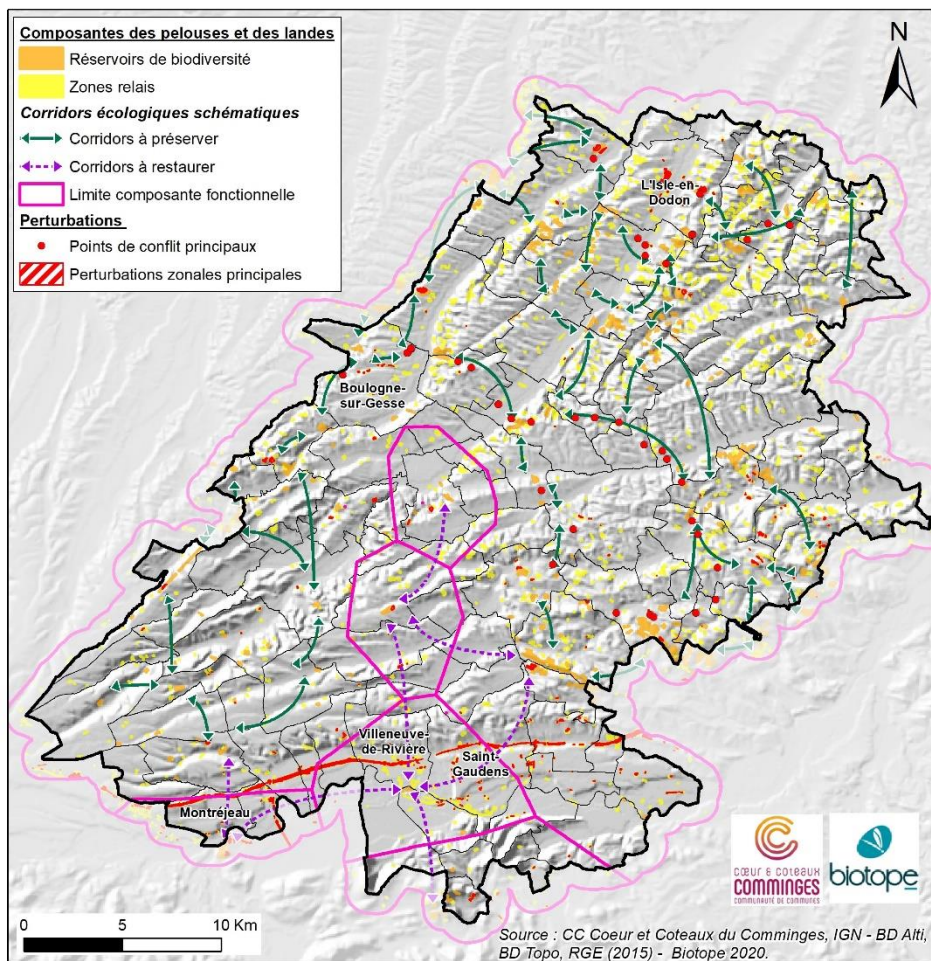 Composantes des pelouses et des landes
Réservoirs de biodiversité
Zones relais
Corridors écologiques schématiques
Corridors à préserver
Corridors à restaurer
Limite composante fonctionnelle
Perturbations
Points de conflit principaux
Perturbations zonales principales
N
L'Isle-en-
Dodon
Boulogne-
sur-Gesse
Villeneuve-
de-Rivière
Saint-
Gaudens
Montréjeau
0 5 10 Km
CŒUR & COTEAUX
COMMINGES
COMMUNAUTÉ DE COMMUNES
biotope
Source : CC Coeur et Coteaux du Comminges, IGN - BD Alti,
BD Topo, RGE (2015) - Biotope 2020.